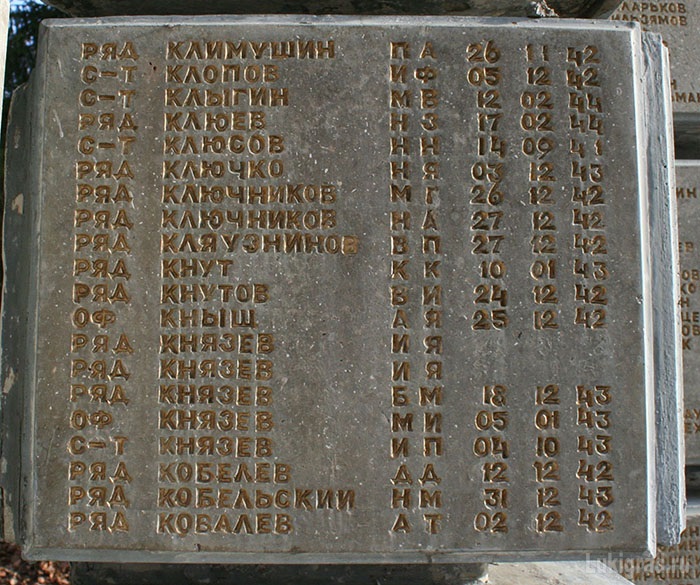 РЯД КЛИМУШИН П А 26 11 42
С-Т КЛОПОВ И Ф 05 12 42
С-Т КЛЫГИН М В 12 02 44
РЯД КЛЮЕВ Н З 17 02 44
С-Т КЛЮСОВ Н Н 14 09 41
РЯД КЛЮЧКО Н Я 03 12 43
РЯД КЛЮЧНИКОВ М Г 26 12 42
РЯД КЛЮЧНИКОВ Н А 27 12 42
РЯД КЛЯУЗНИНОВ В П 27 12 42
РЯД КНУТ К К 10 01 43
РЯД КНУТОВ В И 24 12 42
ОФ КНЫЩ А Я 25 12 42
РЯД КНЯЗЕВ И Я
РЯД КНЯЗЕВ И Я
РЯД КНЯЗЕВ Б М 18 12 43
ОФ КНЯЗЕВ М И 05 01 43
С-Т КНЯЗЕВ И П 04 10 43
РЯД КОБЕЛЕВ Д Д 12 12 42
РЯД КОБЕЛЬСКИЙ Н М 31 12 43
РЯД КОВАЛЕВ А Т 02 12 42